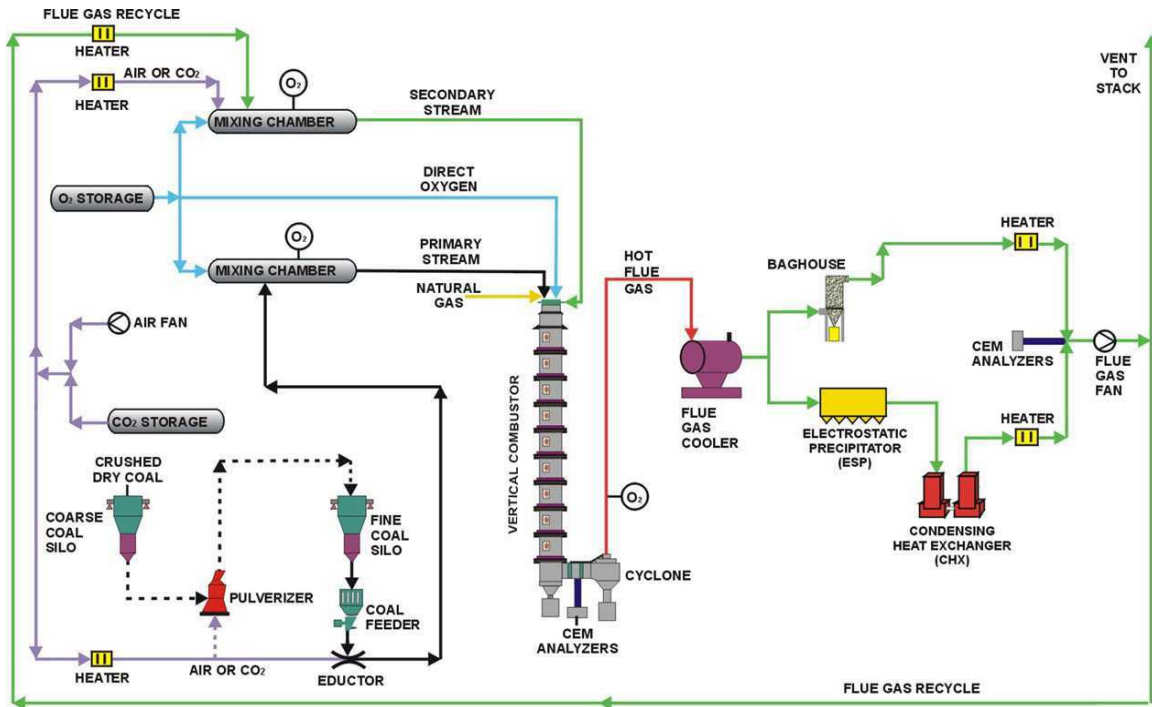 FLUE GAS RECYCLE
HEATER
AIR OR CO2
HEATER
O2
MIXING CHAMBER
SECONDARY
STREAM
VENT
TO
STACK
O2 STORAGE
DIRECT
OXYGEN
O2
MIXING CHAMBER
PRIMARY
STREAM
NATURAL
GAS
HOT
FLUE
GAS
HEATER
BAGHOUSE
AIR FAN
CEM
ANALYZERS
FLUE
GAS
FAN
CO2 STORAGE
FLUE
GAS
COOLER
ELECTROSTATIC
PRECIPITATOR
(ESP)
HEATER
VERTICAL COMBUSTOR
CRUSHED
DRY COAL
COARSE
COAL
SILO
FINE
COAL
SILO
O2
CONDENSING
HEAT EXCHANGER
(CHX)
PULVERIZER
COAL
FEEDER
CYCLONE
CEM
ANALYZERS
HEATER
AIR OR CO2
EDUCTOR
FLUE GAS RECYCLE